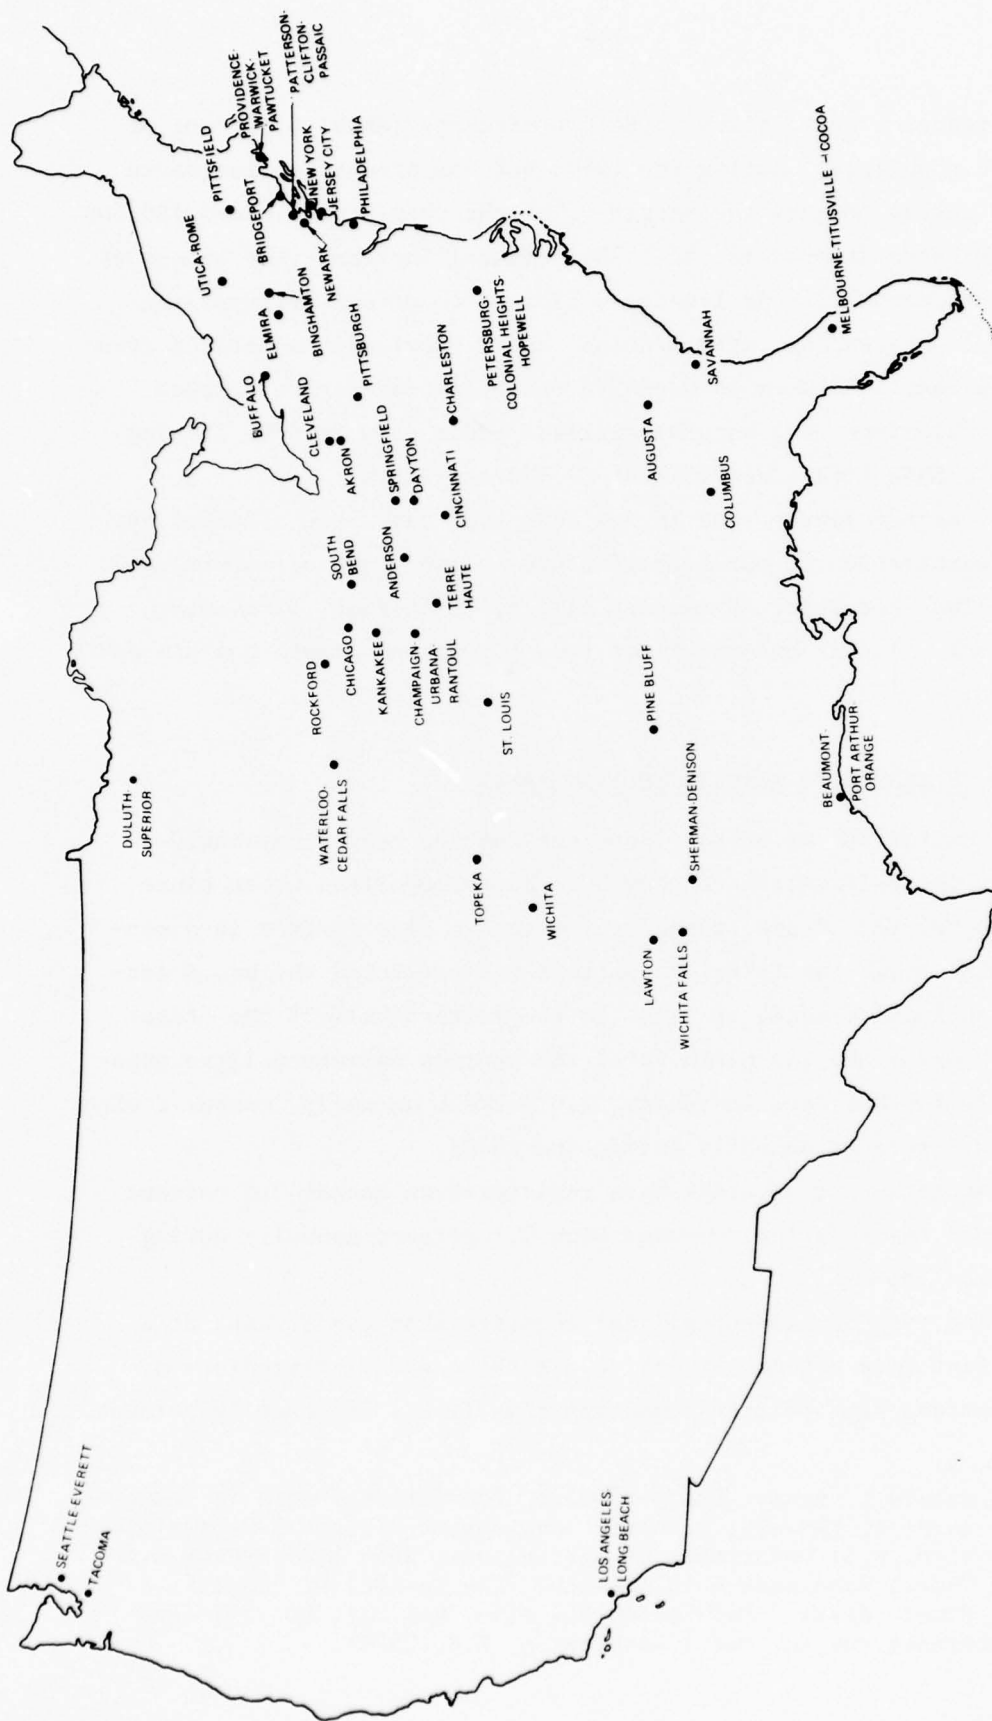 SEATTLE EVERETT
TACOMA
LOS ANGELES
LONG BEACH
DULUTH-
SUPERIOR
WATERLOO-
CEDAR FALLS
TOPEKA
WICHITA
LAWTON
WICHITA FALLS
SHERMAN-DENISON
BEAUMONT-
PORT ARTHUR
ORANGE
PINE BLUFF
ST. LOUIS
ROCKFORD
CHICAGO
KANKAKEE
CHAMPAIGN
URBANA-
RANTOUL
SOUTH
BEND
ANDERSON
TERRE
HAUTE
SPRINGFIELD
DAYTON
CINCINNATI
CLEVELAND
AKRON
PITTSBURGH
CHARLESTON
COLUMBUS
AUGUSTA
SAVANNAH
MELBOURNE-TITUSVILLE-COCOA
PETERSBURG-
COLONIAL HEIGHTS-
HOPEWELL
BUFFALO
ELMIRA
BINGHAMTON
UTICA-ROME
PITTSFIELD
BRIDGEPORT
NEWARK
PROVIDENCE-
WARWICK-
PAWTUCKET
PATTERSON-
CLIFTON-
PASSAIC
NEW YORK
JERSEY CITY
PHILADELPHIA